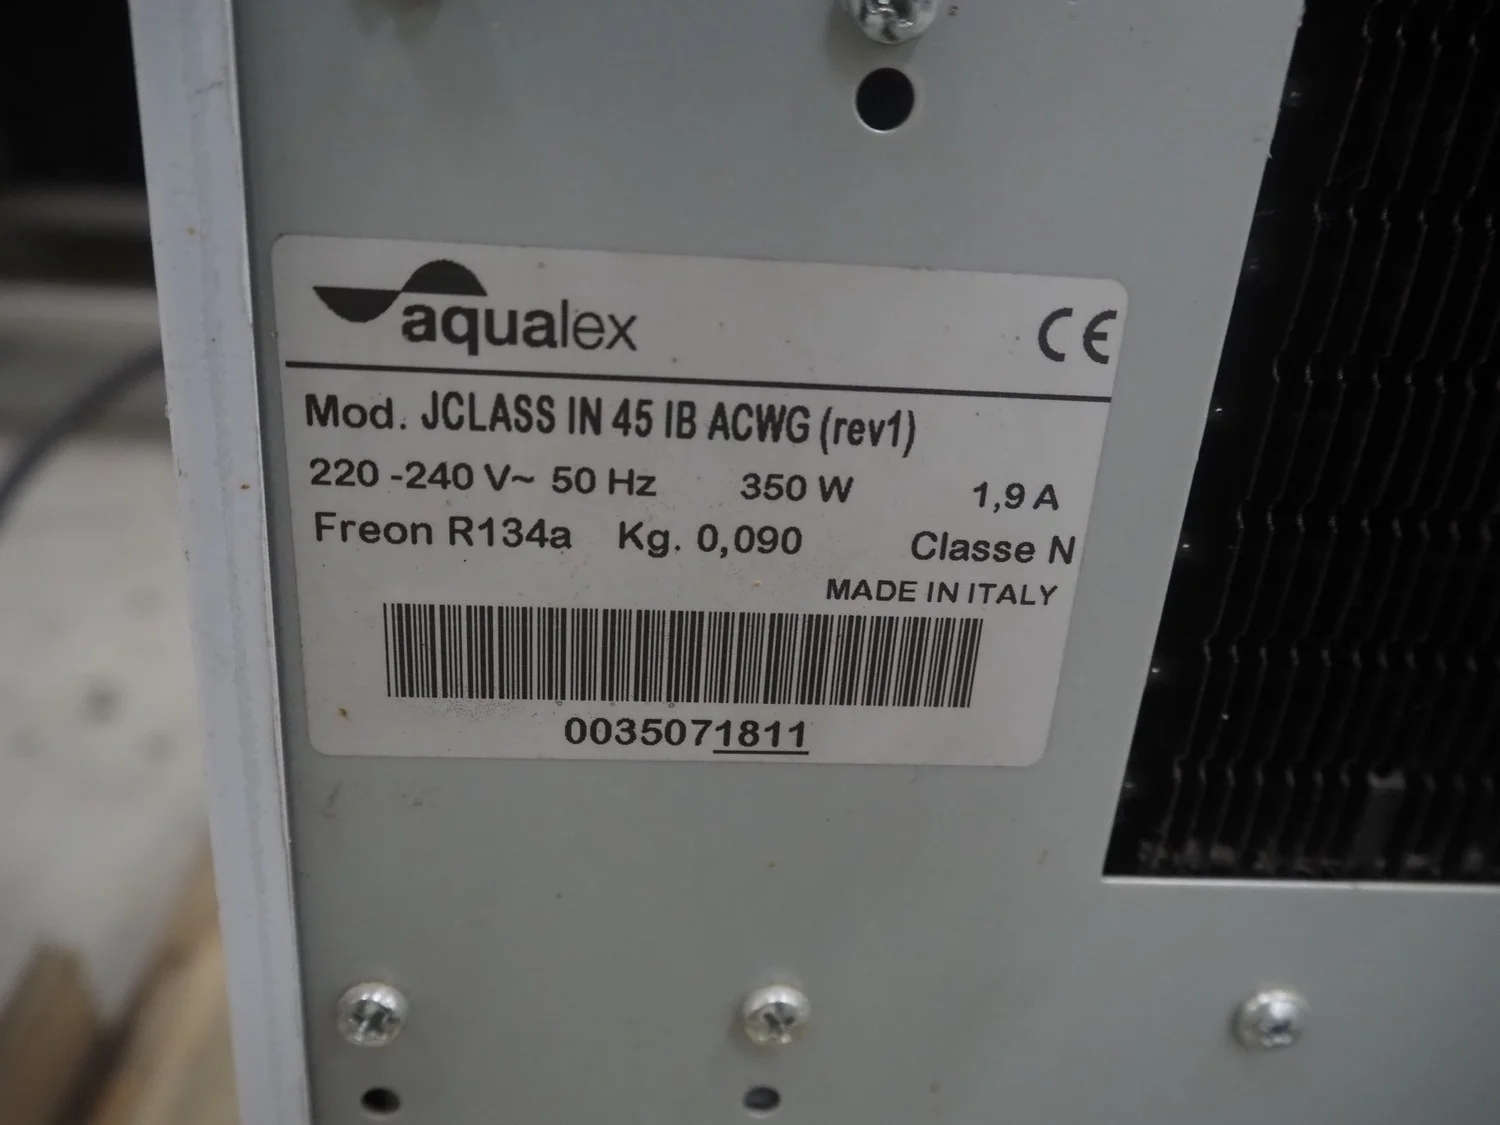 aqualex CE
Mod. JCLASS IN 45 IB ACWG (rev1)
220 -240 V~ 50 Hz 350 W 1,9 A
Freon R134a Kg. 0,090 Classe N
MADE IN ITALY
0035071811